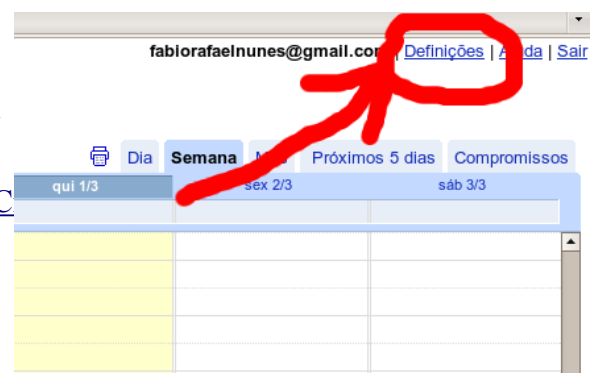 fabiorafaelnunes@gmail.com | Definições | Ajuda | Sair
Dia Semana Mês Próximos 5 dias Compromissos
qui 1/3 sex 2/3 sáb 3/3
C